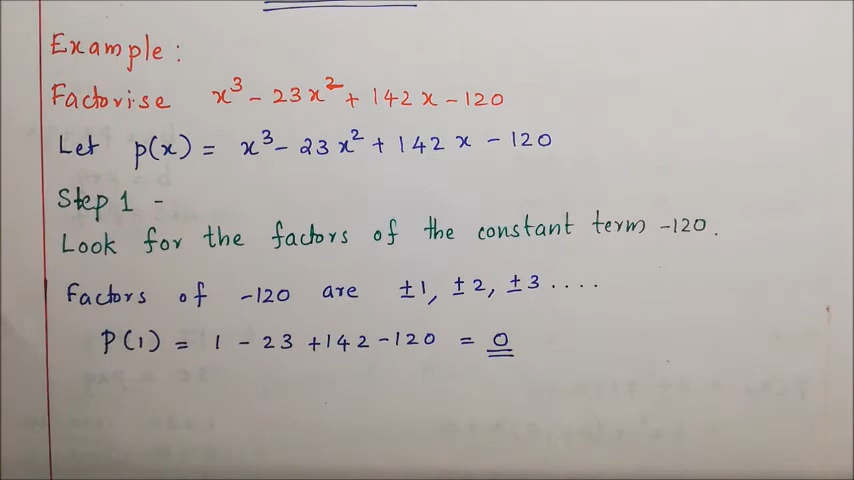 Example :
Factorise x³ - 23x² + 142x - 120
Let p(x) = x³ - 23x² + 142x - 120
Step 1 -
Look for the factors of the constant term -120.
Factors of -120 are ±1, ±2, ±3 ....
P(1) = 1 - 23 + 142 - 120 = 0